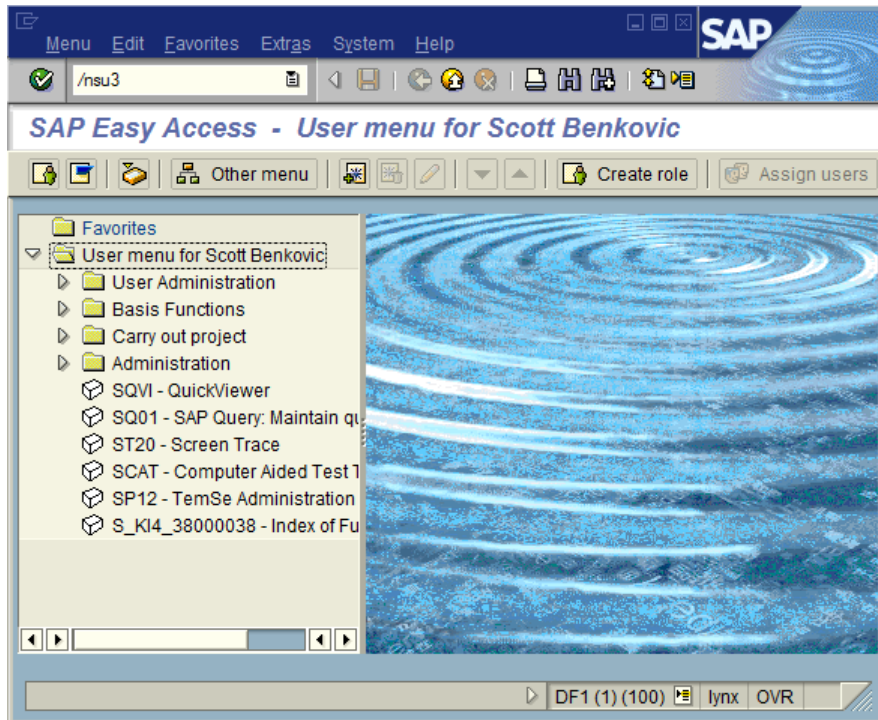 Menu Edit Favorites Extras System Help
SAP
/nsu3
SAP Easy Access - User menu for Scott Benkovic
Other menu Create role Assign users
Favorites
User menu for Scott Benkovic
User Administration
Basis Functions
Carry out project
Administration
SQVI - QuickViewer
SQ01 - SAP Query: Maintain qu
ST20 - Screen Trace
SCAT - Computer Aided Test T
SP12 - TemSe Administration
S_KI4_38000038 - Index of Fu
DF1 (1) (100) lynx OVR